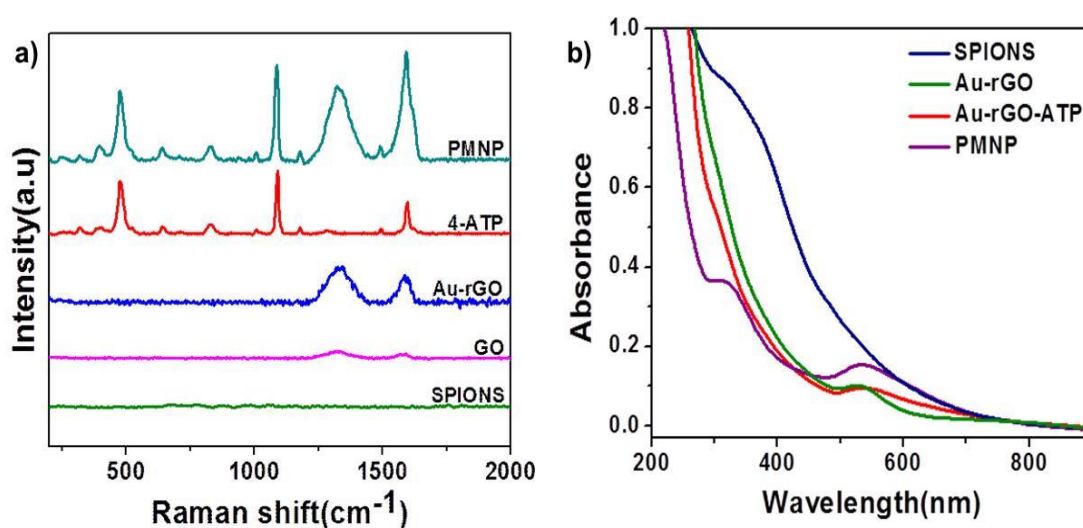 a)
Intensity(a.u)
PMNP
4-ATP
Au-rGO
GO
SPIONS
500 1000 1500 2000
Raman shift(cm-1)
b)
SPIONS
Au-rGO
Au-rGO-ATP
PMNP
Absorbance
1.0
0.8
0.6
0.4
0.2
0.0
200 400 600 800
Wavelength(nm)